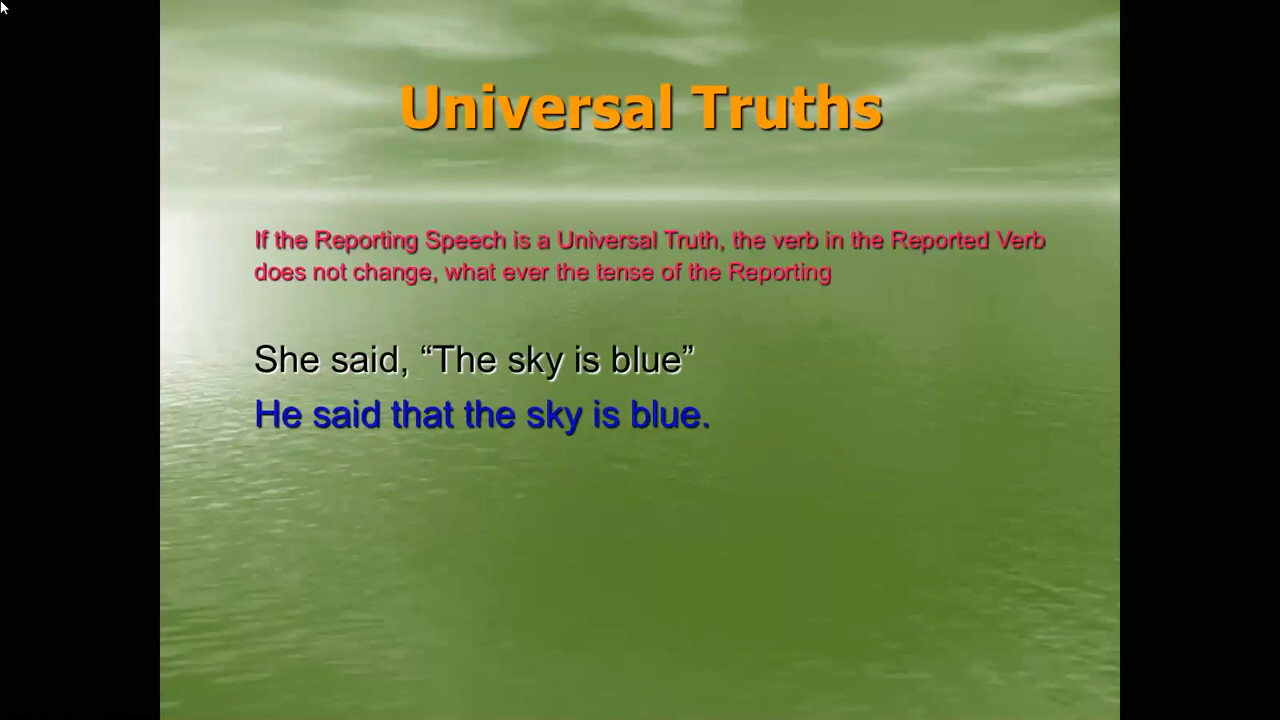 Universal Truths
If the Reporting Speech is a Universal Truth, the verb in the Reported Verb
does not change, what ever the tense of the Reporting
She said, “The sky is blue”
He said that the sky is blue.